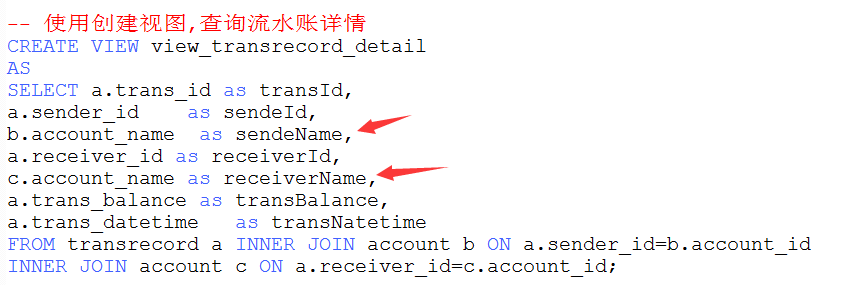 -- 使用创建视图,查询流水账详情
CREATE VIEW view_transrecord_detail
AS
SELECT a.trans_id as transId,
a.sender_id    as sendeId,
b.account_name  as sendeName,
a.receiver_id as receiverId,
c.account_name as receiverName,
a.trans_balance as transBalance,
a.trans_datetime   as transNatetime
FROM transrecord a INNER JOIN account b ON a.sender_id=b.account_id
INNER JOIN account c ON a.receiver_id=c.account_id;